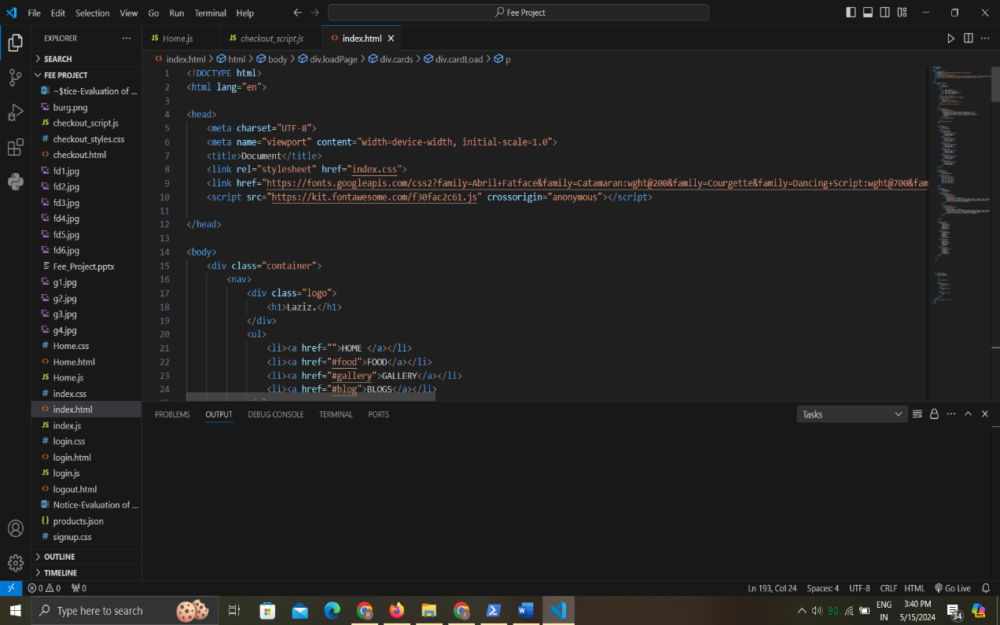 File Edit Selection View Go Run Terminal Help
Fee Project
EXPLORER
SEARCH
FEE PROJECT
~$tice-Evaluation of ...
burg.png
JS checkout_script.js
# checkout_styles.css
<> checkout.html
fd1.jpg
fd2.jpg
fd3.jpg
fd4.jpg
fd5.jpg
fd6.jpg
Fee_Project.pptx
g1.jpg
g2.jpg
g3.jpg
g4.jpg
# Home.css
<> Home.html
JS Home.js
# index.css
<> index.html
JS index.js
# login.css
<> login.html
JS login.js
<> logout.html
Notice-Evaluation of ...
{} products.json
# signup.css
OUTLINE
TIMELINE
JS Home.js JS checkout_script.js <> index.html
<> index.html > html > body > div.loadPage > div.cards > div.cardLoad > p
1 <!DOCTYPE html>
2 <html lang="en">
3
4 <head>
5 <meta charset="UTF-8">
6 <meta name="viewport" content="width=device-width, initial-scale=1.0">
7 <title>Document</title>
8 <link rel="stylesheet" href="index.css">
9 <link href="https://fonts.googleapis.com/css2?family=Abril+Fatface&family=Catamaran:wght@200&family=Courgette&family=Dancing+Script:wght@700&fam
10 <script src="https://kit.fontawesome.com/f30fac2c61.js" crossorigin="anonymous"></script>
11
12 </head>
13
14 <body>
15 <div class="container">
16 <nav>
17 <div class="logo">
18 <h1>Laziz.</h1>
19 </div>
20 <ul>
21 <li><a href="">HOME </a></li>
22 <li><a href="#food">FOOD</a></li>
23 <li><a href="#gallery">GALLERY</a></li>
24 <li><a href="#blog">BLOGS</a></li>
PROBLEMS OUTPUT DEBUG CONSOLE TERMINAL PORTS
Tasks
0 0 0
Ln 193, Col 24 Spaces: 4 UTF-8 CRLF HTML Go Live
Type here to search
90
ENG
IN
3:40 PM
5/15/2024
34